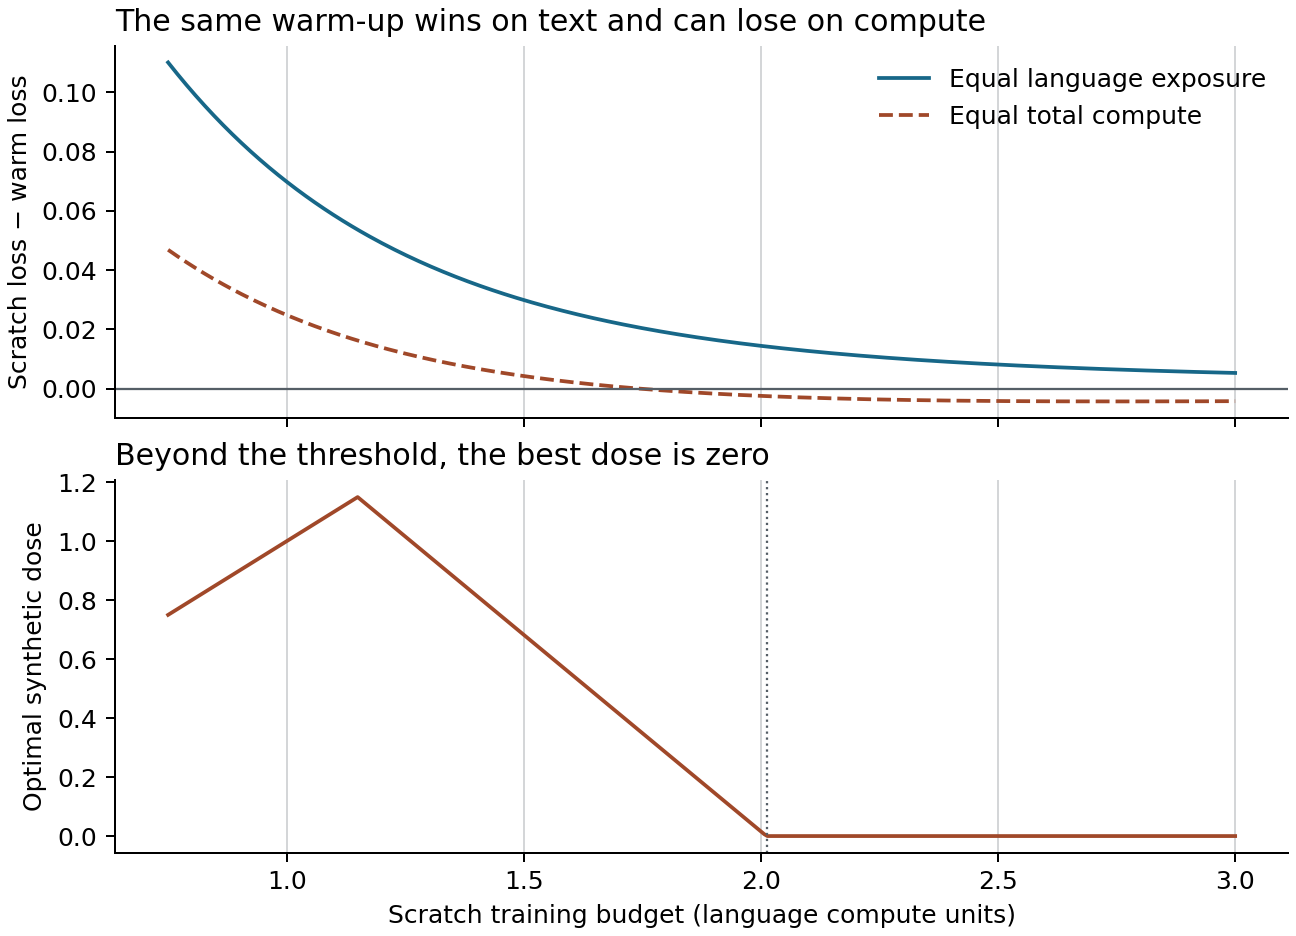 The same warm-up wins on text and can lose on compute
Scratch loss − warm loss
0.10
0.08
0.06
0.04
0.02
0.00
Equal language exposure
Equal total compute
Beyond the threshold, the best dose is zero
Optimal synthetic dose
1.2
1.0
0.8
0.6
0.4
0.2
0.0
1.0 1.5 2.0 2.5 3.0
Scratch training budget (language compute units)